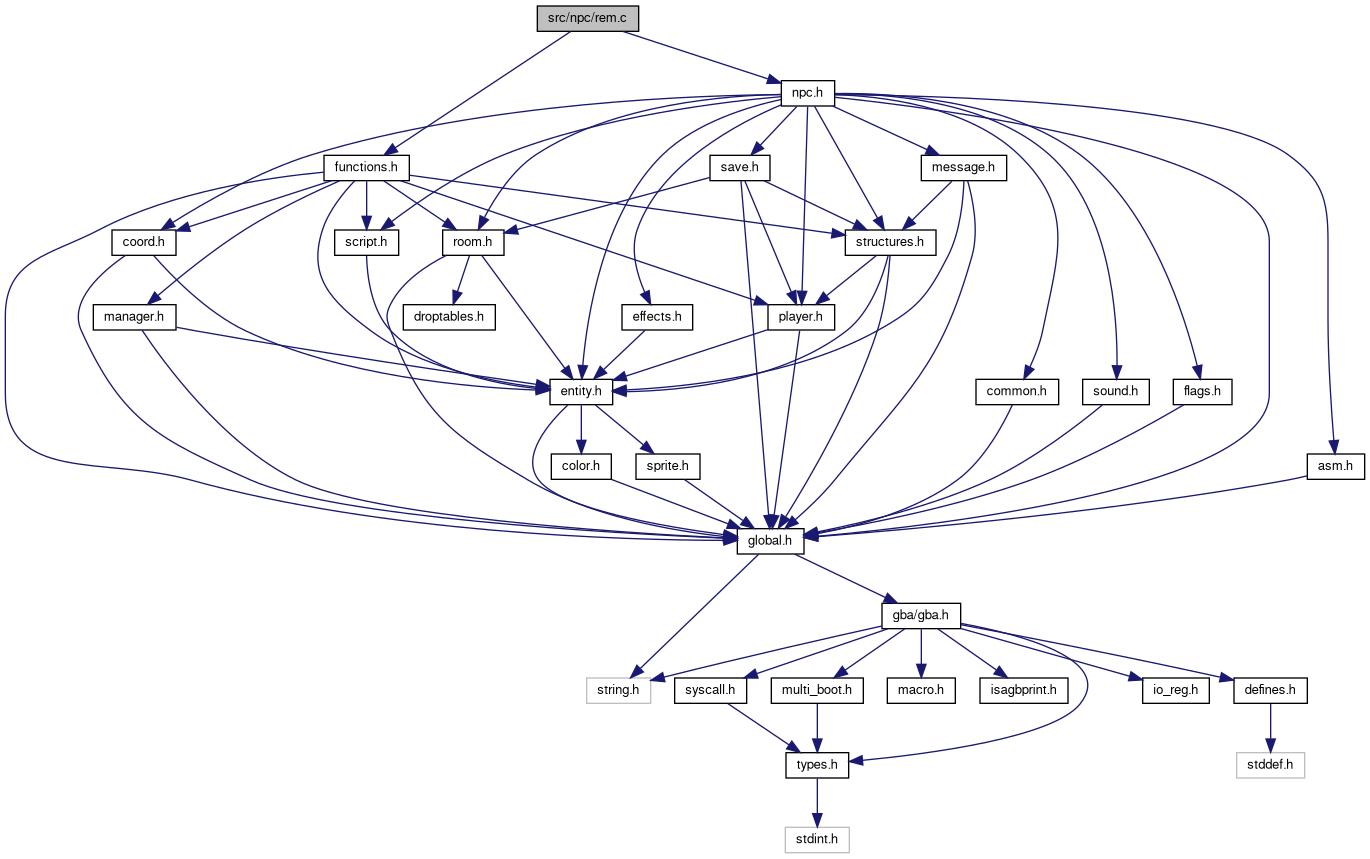 src/npc/rem.c
npc.h
functions.h
save.h
message.h
coord.h
script.h
room.h
structures.h
manager.h
droptables.h
effects.h
player.h
entity.h
common.h
sound.h
flags.h
color.h
sprite.h
asm.h
global.h
gba/gba.h
string.h
syscall.h
multi_boot.h
macro.h
isagbprint.h
io_reg.h
defines.h
types.h
stddef.h
stdint.h